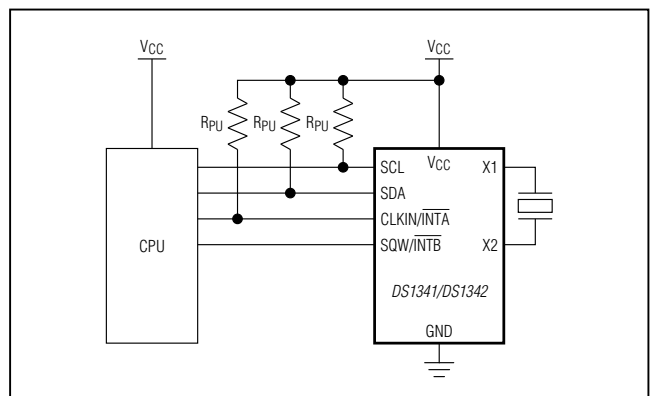 VCC VCC
RPU RPU RPU
SCL VCC X1
SDA
CLKIN/INTA
CPU SQW/INTB X2
DS1341/DS1342
GND